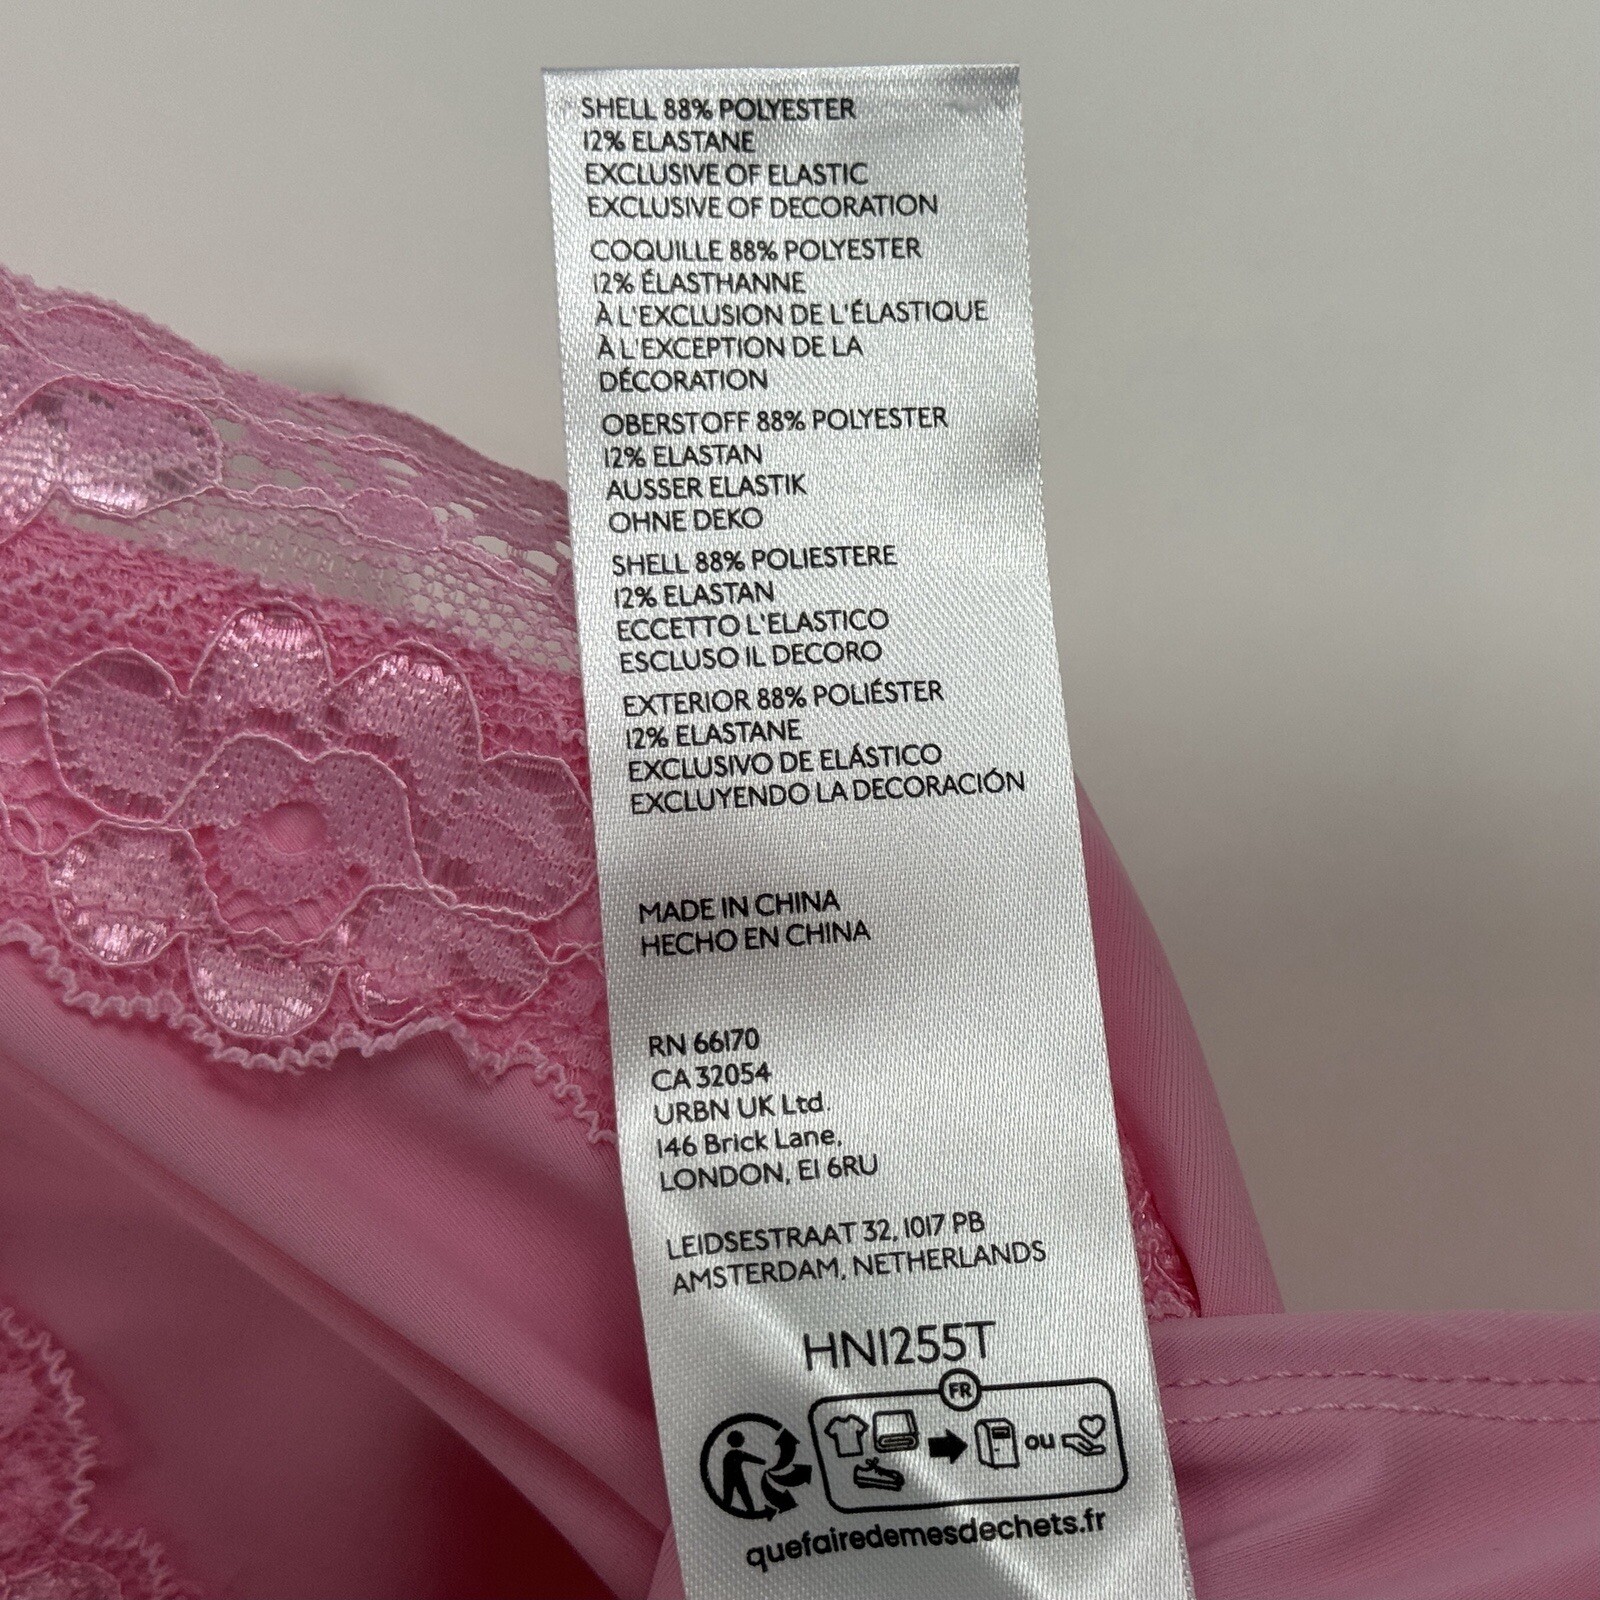 SHELL 88% POLYESTER
12% ELASTANE
EXCLUSIVE OF ELASTIC
EXCLUSIVE OF DECORATION
COQUILLE 88% POLYESTER
12% ÉLASTHANNE
À L'EXCLUSION DE L'ÉLASTIQUE
À L'EXCEPTION DE LA
DÉCORATION
OBERSTOFF 88% POLYESTER
12% ELASTAN
AUSSER ELASTIK
OHNE DEKO
SHELL 88% POLIESTERE
12% ELASTAN
ECCETTO L'ELASTICO
ESCLUSO IL DECORO
EXTERIOR 88% POLIÉSTER
12% ELASTANE
EXCLUSIVO DE ELÁSTICO
EXCLUYENDO LA DECORACIÓN
MADE IN CHINA
HECHO EN CHINA
RN 66170
CA 32054
URBN UK Ltd.
146 Brick Lane,
LONDON, E1 6RU
LEIDSESTRAAT 32, 1017 PB
AMSTERDAM, NETHERLANDS
HN1255T
FR
ou
quefairedemesdechets.fr